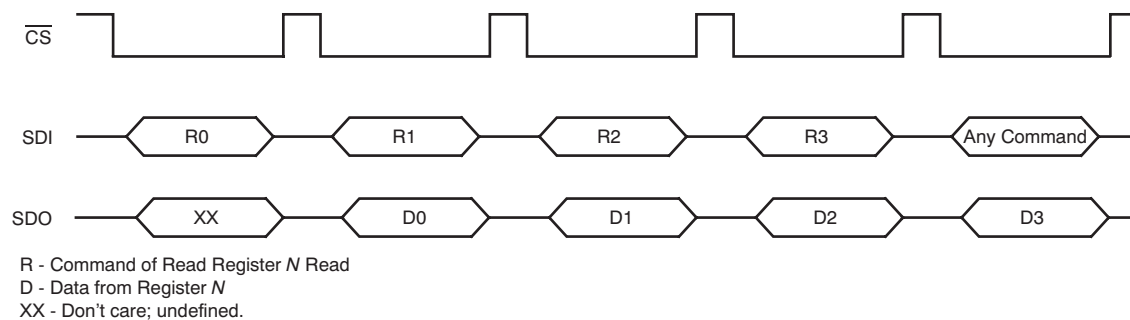 CS
SDI R0 R1 R2 R3 Any Command
SDO XX D0 D1 D2 D3
R - Command of Read Register N Read
D - Data from Register N
XX - Don't care; undefined.